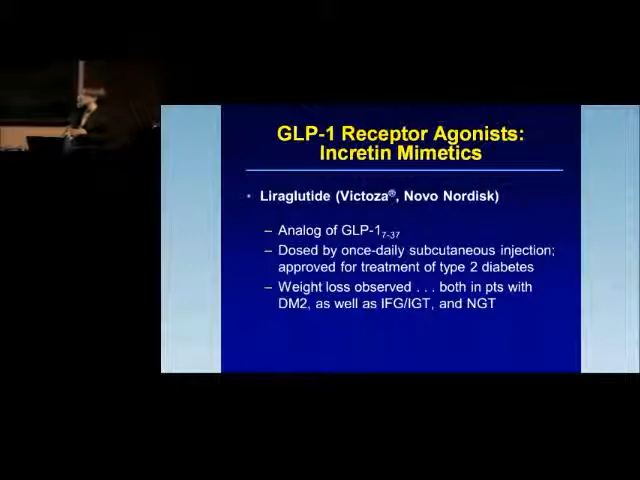 GLP-1 Receptor Agonists:
Incretin Mimetics
• Liraglutide (Victoza®, Novo Nordisk)
– Analog of GLP-1₇₋₃₇
– Dosed by once-daily subcutaneous injection;
approved for treatment of type 2 diabetes
– Weight loss observed . . . both in pts with
DM2, as well as IFG/IGT, and NGT